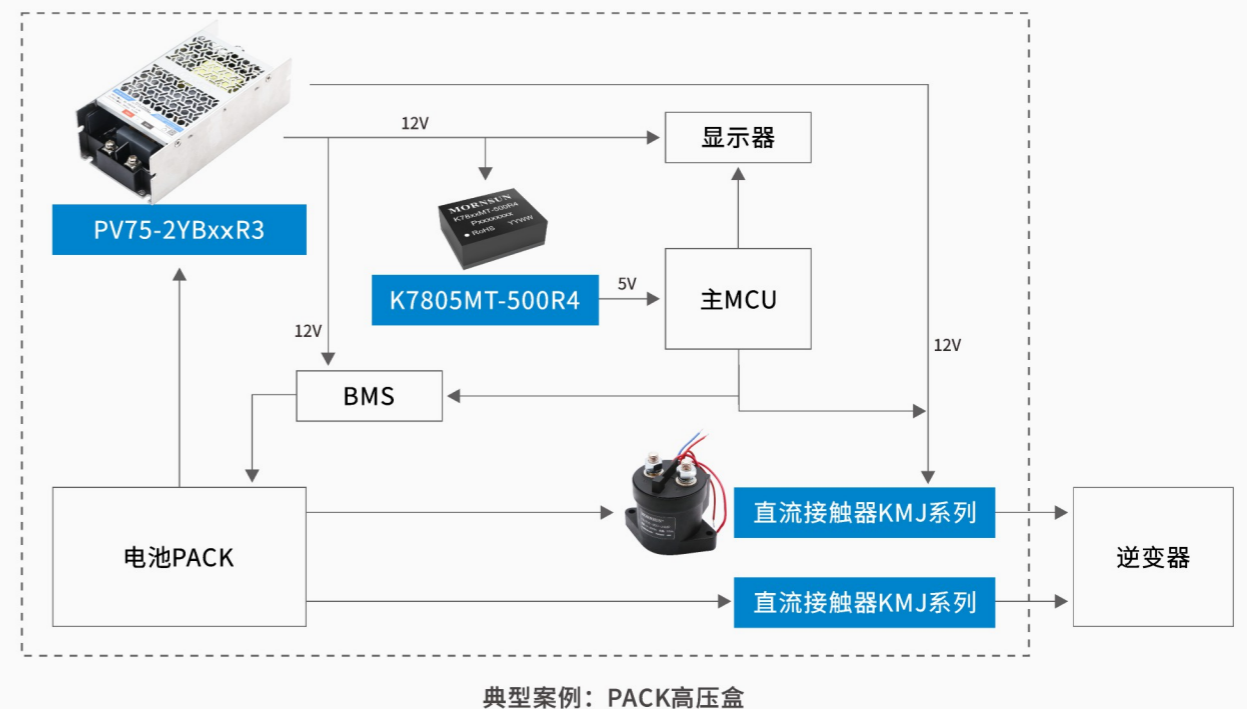 12V
显示器
MORNSUN
K78xxMT-500R4
Pxxxxxxxx
RoHS YYWW
PV75-2YBxxR3
K7805MT-500R4
5V
主MCU
12V
12V
BMS
直流接触器KMJ系列
电池PACK
逆变器
直流接触器KMJ系列
典型案例：PACK高压盒